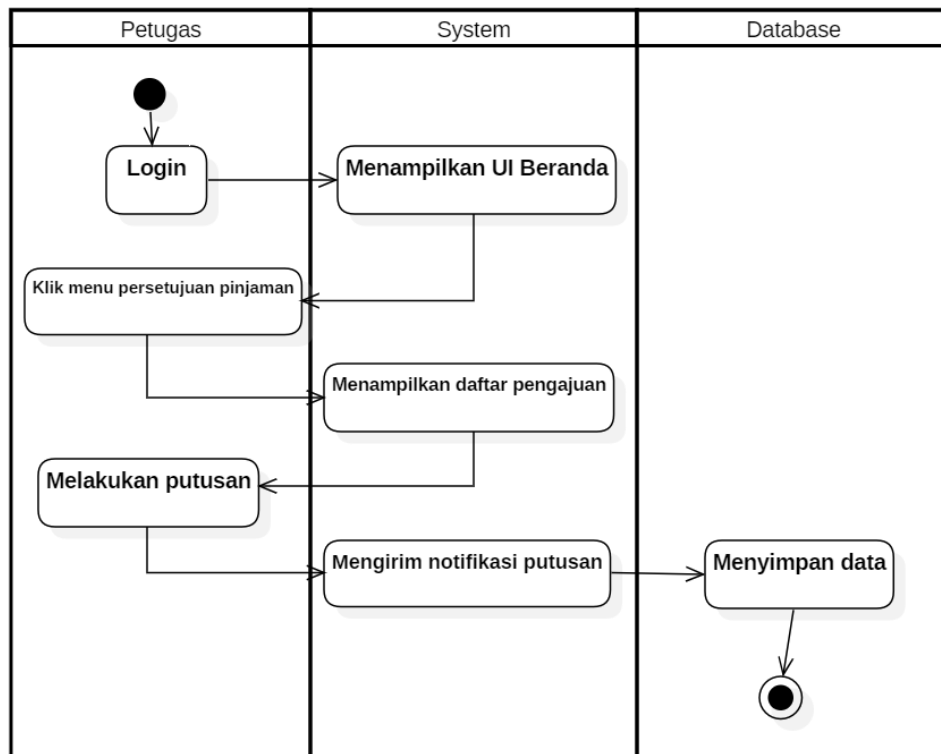 Petugas
System
Database
Login
Menampilkan UI Beranda
Klik menu persetujuan pinjaman
Menampilkan daftar pengajuan
Melakukan putusan
Mengirim notifikasi putusan
Menyimpan data